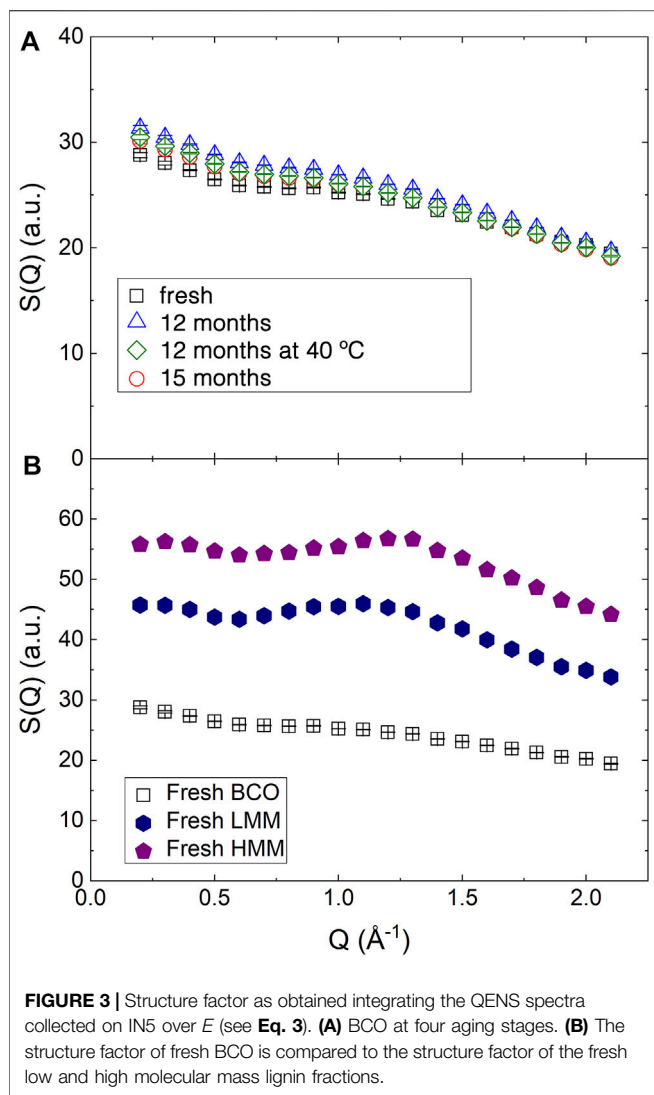 A
40
30
20
10
0
S(Q) (a.u.)
fresh
12 months
12 months at 40 ºC
15 months
B
60
50
40
30
20
10
0
S(Q) (a.u.)
Fresh BCO
Fresh LMM
Fresh HMM
0.0 0.5 1.0 1.5 2.0
Q (Å⁻¹)
FIGURE 3 | Structure factor as obtained integrating the QENS spectra
collected on IN5 over E (see Eq. 3). (A) BCO at four aging stages. (B) The
structure factor of fresh BCO is compared to the structure factor of the fresh
low and high molecular mass lignin fractions.